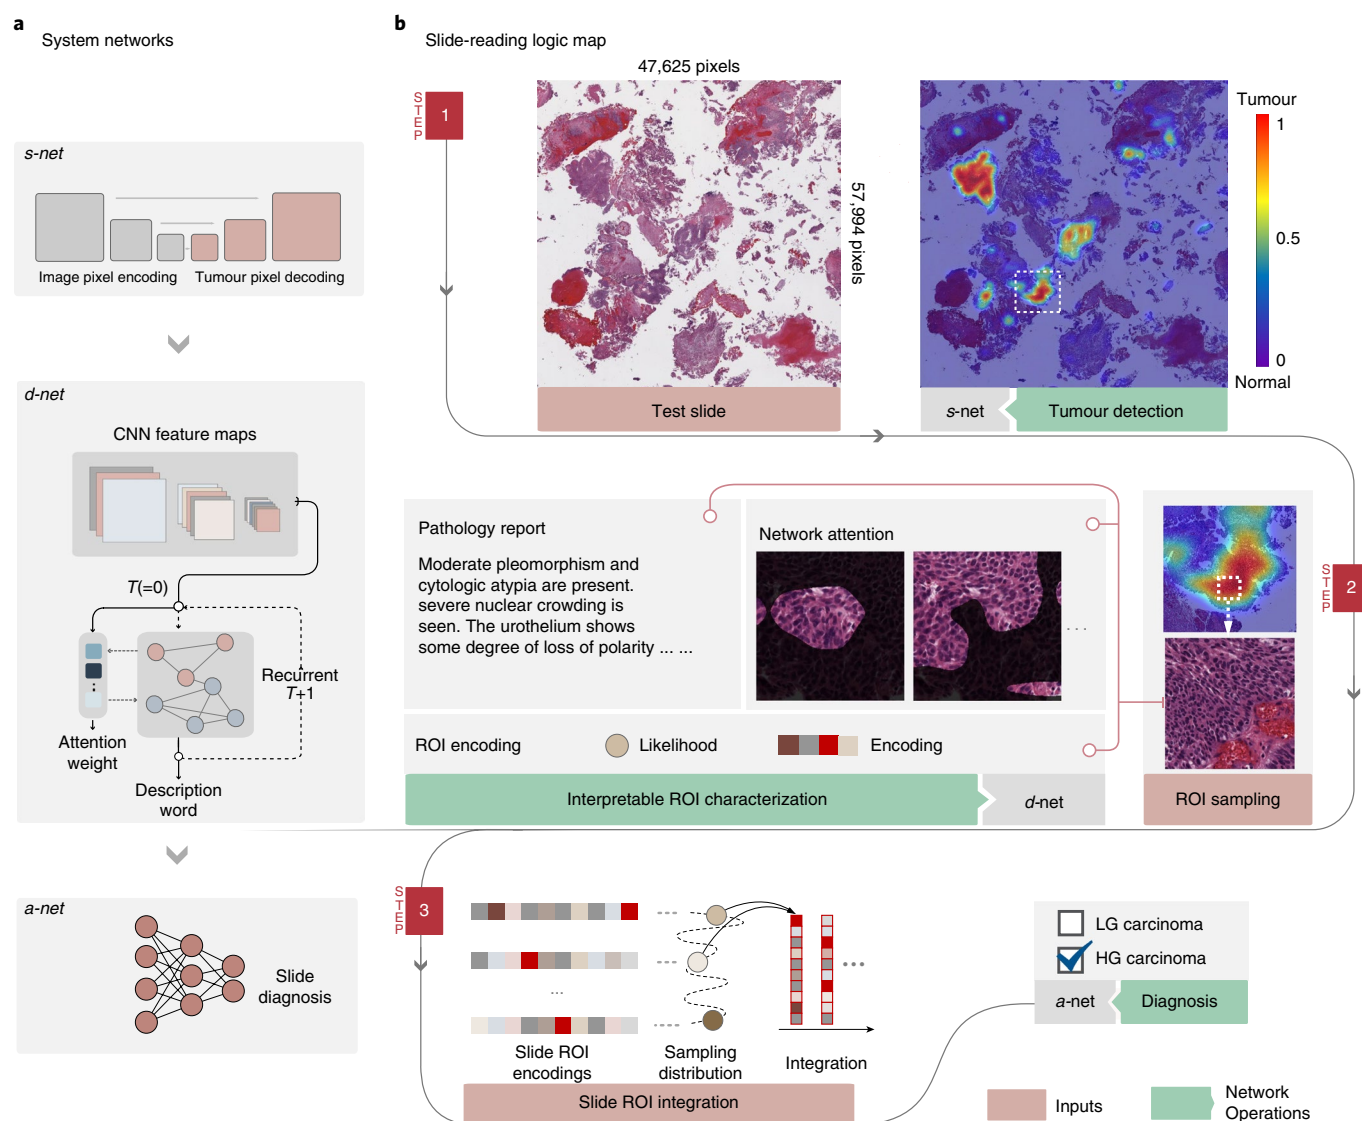 a
System networks
s-net
Image pixel encoding
Tumour pixel decoding
d-net
CNN feature maps
T(=0)
Recurrent
T+1
Attention
weight
Description
word
a-net
Slide
diagnosis
b
Slide-reading logic map
STEP
1
47,625 pixels
57,994 pixels
Test slide
s-net
Tumour detection
Tumour
1
0.5
0
Normal
STEP
2
Pathology report
Moderate pleomorphism and
cytologic atypia are present.
severe nuclear crowding is
seen. The urothelium shows
some degree of loss of polarity ... ...
Network attention
...
ROI encoding
Likelihood
Encoding
Interpretable ROI characterization
d-net
ROI sampling
STEP
3
...
Slide ROI
encodings
Sampling
distribution
Integration
Slide ROI integration
LG carcinoma
HG carcinoma
a-net
Diagnosis
Inputs
Network
Operations